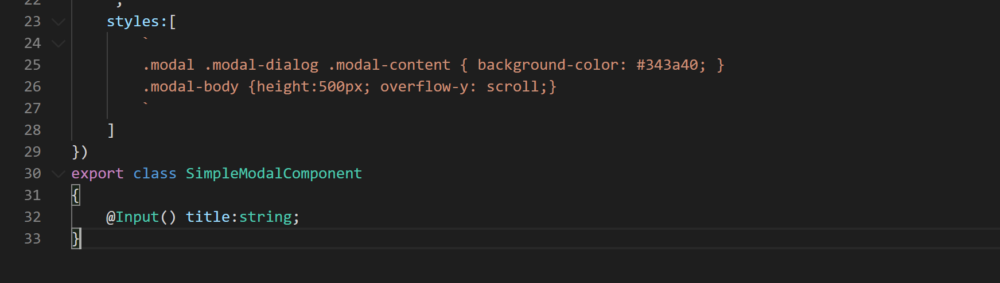 22 `,
23 styles:[
24 `
25 .modal .modal-dialog .modal-content { background-color: #343a40; }
26 .modal-body {height:500px; overflow-y: scroll;}
27 `
28 ]
29 })
30 export class SimpleModalComponent
31 {
32 @Input() title:string;
33 }